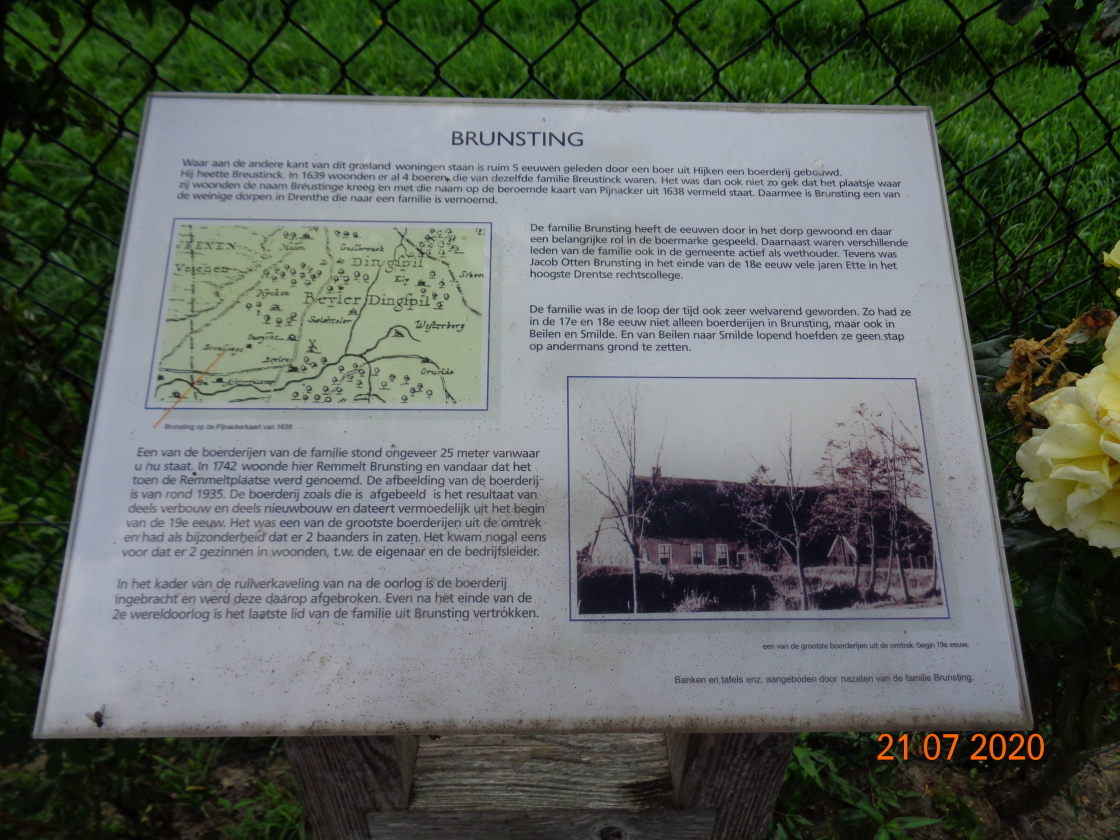 BRUNSTING
Waar aan de andere kant van dit grasland woningen staan is ruim 5 eeuwen geleden door een boer uit Hijken een boerderij gebouwd.
Hij heette Breustinck. In 1639 woonden er al 4 boeren, die van dezelfde familie Breustinck waren. Het was dan ook niet zo gek dat het plaatsje waar
zij woonden de naam Breustinge kreeg en met die naam op de beroemde kaart van Pijnacker uit 1638 vermeld staat. Daarmee is Brunsting een van
de weinige dorpen in Drenthe die naar een familie is vernoemd.
Dingspil
Beyler Dingspil
Westerborg
Brunsting op de Pijnackerkaart van 1638
De familie Brunsting heeft de eeuwen door in het dorp gewoond en daar
een belangrijke rol in de boermarke gespeeld. Daarnaast waren verschillende
leden van de familie ook in de gemeente actief als wethouder. Tevens was
Jacob Otten Brunsting in het einde van de 18e eeuw vele jaren Ette in het
hoogste Drentse rechtscollege.
De familie was in de loop der tijd ook zeer welvarend geworden. Zo had ze
in de 17e en 18e eeuw niet alleen boerderijen in Brunsting, maar ook in
Beilen en Smilde. En van Beilen naar Smilde lopend hoefden ze geen stap
op andermans grond te zetten.
Een van de boerderijen van de familie stond ongeveer 25 meter vanwaar
u nu staat. In 1742 woonde hier Remmelt Brunsting en vandaar dat het
toen de Remmeltplaatse werd genoemd. De afbeelding van de boerderij
is van rond 1935. De boerderij zoals die is afgebeeld is het resultaat van
deels verbouw en deels nieuwbouw en dateert vermoedelijk uit het begin
van de 19e eeuw. Het was een van de grootste boerderijen uit de omtrek
en had als bijzonderheid dat er 2 baanders in zaten. Het kwam nogal eens
voor dat er 2 gezinnen in woonden, t.w. de eigenaar en de bedrijfsleider.
In het kader van de ruilverkaveling van na de oorlog is de boerderij
ingebracht en werd deze daarop afgebroken. Even na het einde van de
2e wereldoorlog is het laatste lid van de familie uit Brunsting vertrokken.
een van de grootste boerderijen uit de omtrek begin 19e eeuw.
Banken en tafels enz. aangeboden door nazaten van de familie Brunsting.
21 07 2020